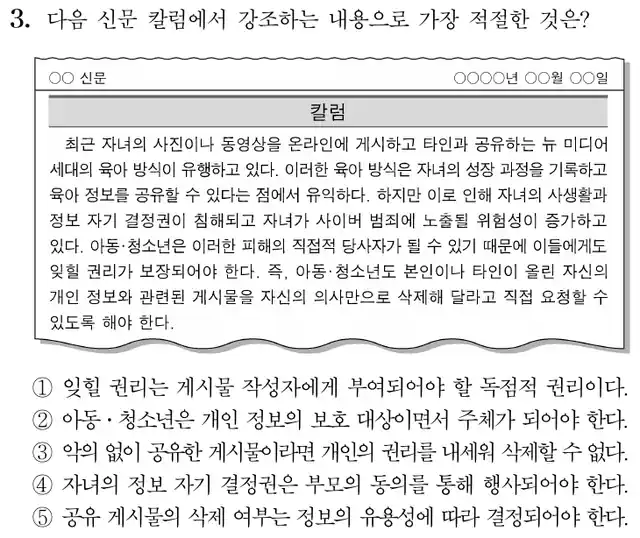 3. 다음 신문 칼럼에서 강조하는 내용으로 가장 적절한 것은?
○○ 신문 ○○○○년 ○○월 ○○일
칼럼
최근 자녀의 사진이나 동영상을 온라인에 게시하고 타인과 공유하는 뉴 미디어
세대의 육아 방식이 유행하고 있다. 이러한 육아 방식은 자녀의 성장 과정을 기록하고
육아 정보를 공유할 수 있다는 점에서 유익하다. 하지만 이로 인해 자녀의 사생활과
정보 자기 결정권이 침해되고 자녀가 사이버 범죄에 노출될 위험성이 증가하고
있다. 아동·청소년은 이러한 피해의 직접적 당사자가 될 수 있기 때문에 이들에게도
잊힐 권리가 보장되어야 한다. 즉, 아동·청소년도 본인이나 타인이 올린 자신의
개인 정보와 관련된 게시물을 자신의 의사만으로 삭제해 달라고 직접 요청할 수
있도록 해야 한다.
① 잊힐 권리는 게시물 작성자에게 부여되어야 할 독점적 권리이다.
② 아동·청소년은 개인 정보의 보호 대상이면서 주체가 되어야 한다.
③ 악의 없이 공유한 게시물이라면 개인의 권리를 내세워 삭제할 수 없다.
④ 자녀의 정보 자기 결정권은 부모의 동의를 통해 행사되어야 한다.
⑤ 공유 게시물의 삭제 여부는 정보의 유용성에 따라 결정되어야 한다.